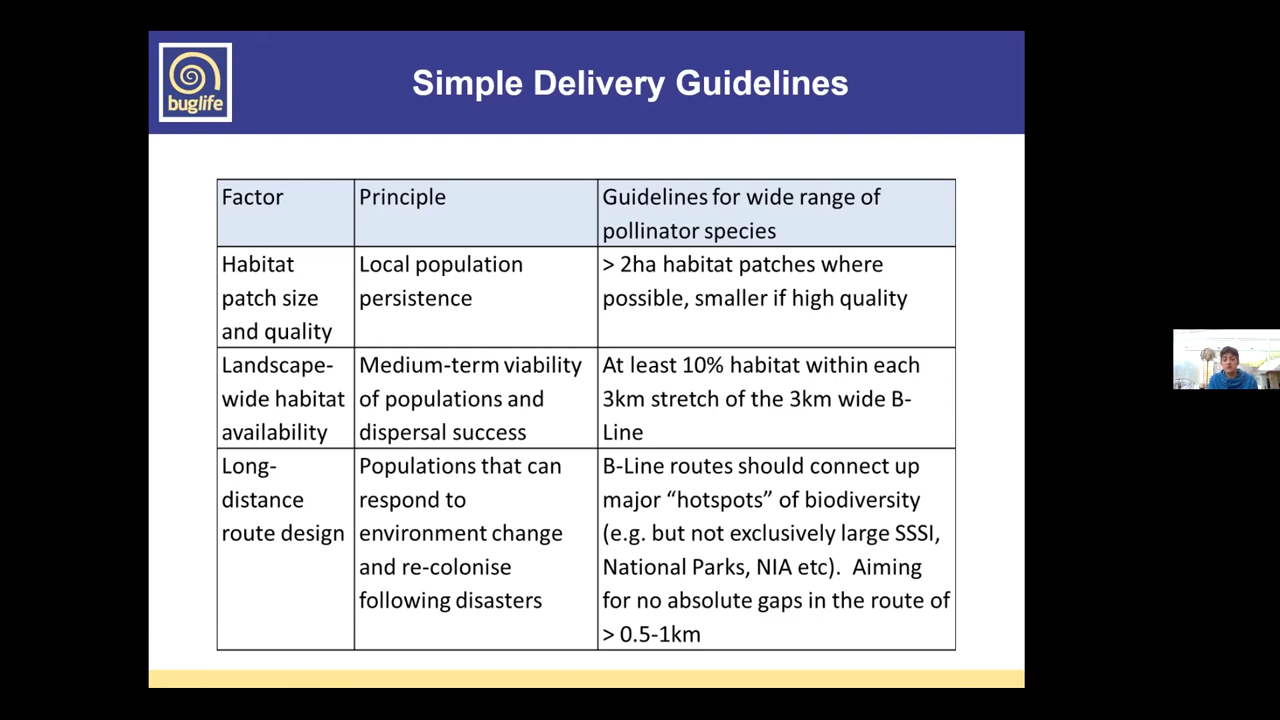 buglife
Simple Delivery Guidelines
Factor
Principle
Guidelines for wide range of
pollinator species
Habitat
patch size
and quality
Local population
persistence
> 2ha habitat patches where
possible, smaller if high quality
Landscape-
wide habitat
availability
Medium-term viability
of populations and
dispersal success
At least 10% habitat within each
3km stretch of the 3km wide B-
Line
Long-
distance
route design
Populations that can
respond to
environment change
and re-colonise
following disasters
B-Line routes should connect up
major “hotspots” of biodiversity
(e.g. but not exclusively large SSSI,
National Parks, NIA etc).  Aiming
for no absolute gaps in the route of
> 0.5-1km